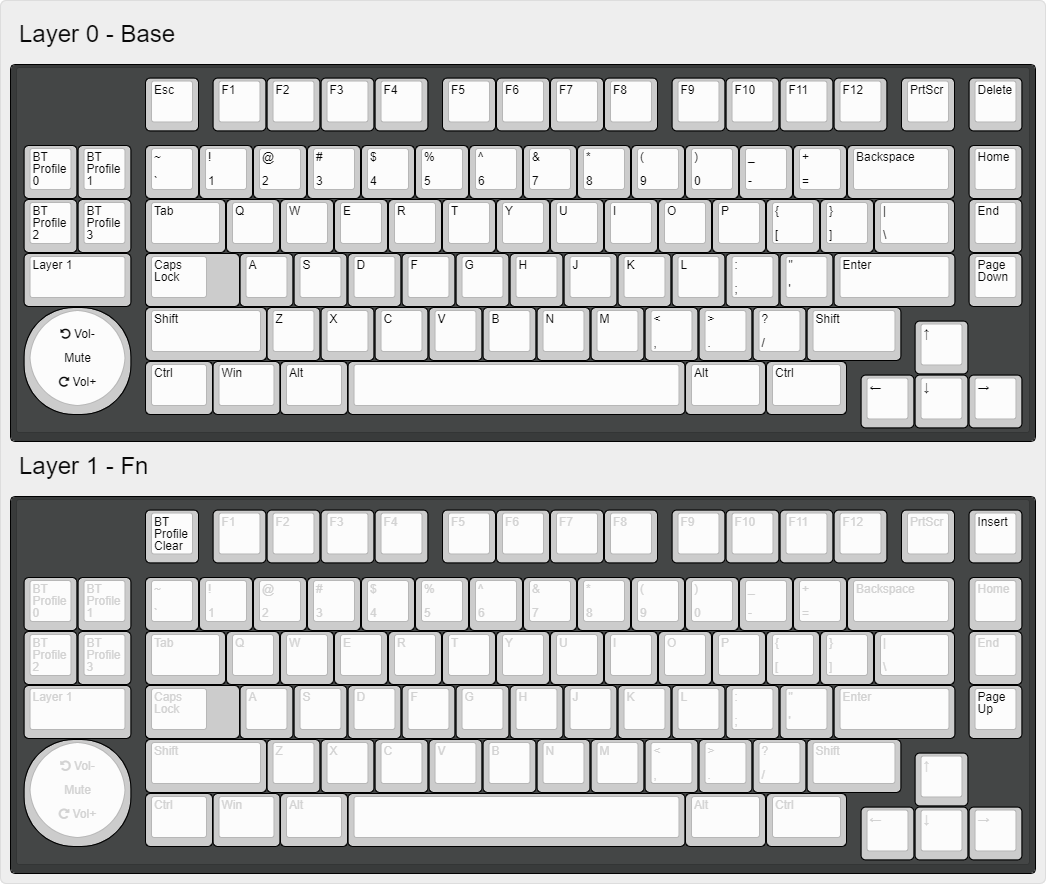 Layer 0 - Base
Esc F1 F2 F3 F4 F5 F6 F7 F8 F9 F10 F11 F12 PrtScr Delete
BT Profile 0 BT Profile 1 ~ ` ! 1 @ 2 # 3 $ 4 % 5 ^ 6 & 7 * 8 ( 9 ) 0 _ - + = Backspace Home
BT Profile 2 BT Profile 3 Tab Q W E R T Y U I O P { [ } ] | \ End
Layer 1 Caps Lock A S D F G H J K L : ; " ' Enter Page Down
Shift Z X C V B N M < , > . ? / Shift ↑
Vol-
Mute
Vol+
Ctrl Win Alt Alt Ctrl ← ↓ →
Layer 1 - Fn
BT Profile Clear F1 F2 F3 F4 F5 F6 F7 F8 F9 F10 F11 F12 PrtScr Insert
BT Profile 0 BT Profile 1 ~ ` ! 1 @ 2 # 3 $ 4 % 5 ^ 6 & 7 * 8 ( 9 ) 0 _ - + = Backspace Home
BT Profile 2 BT Profile 3 Tab Q W E R T Y U I O P { [ } ] | \ End
Layer 1 Caps Lock A S D F G H J K L : ; " ' Enter Page Up
Shift Z X C V B N M < , > . ? / Shift ↑
Vol-
Mute
Vol+
Ctrl Win Alt Alt Ctrl ← ↓ →